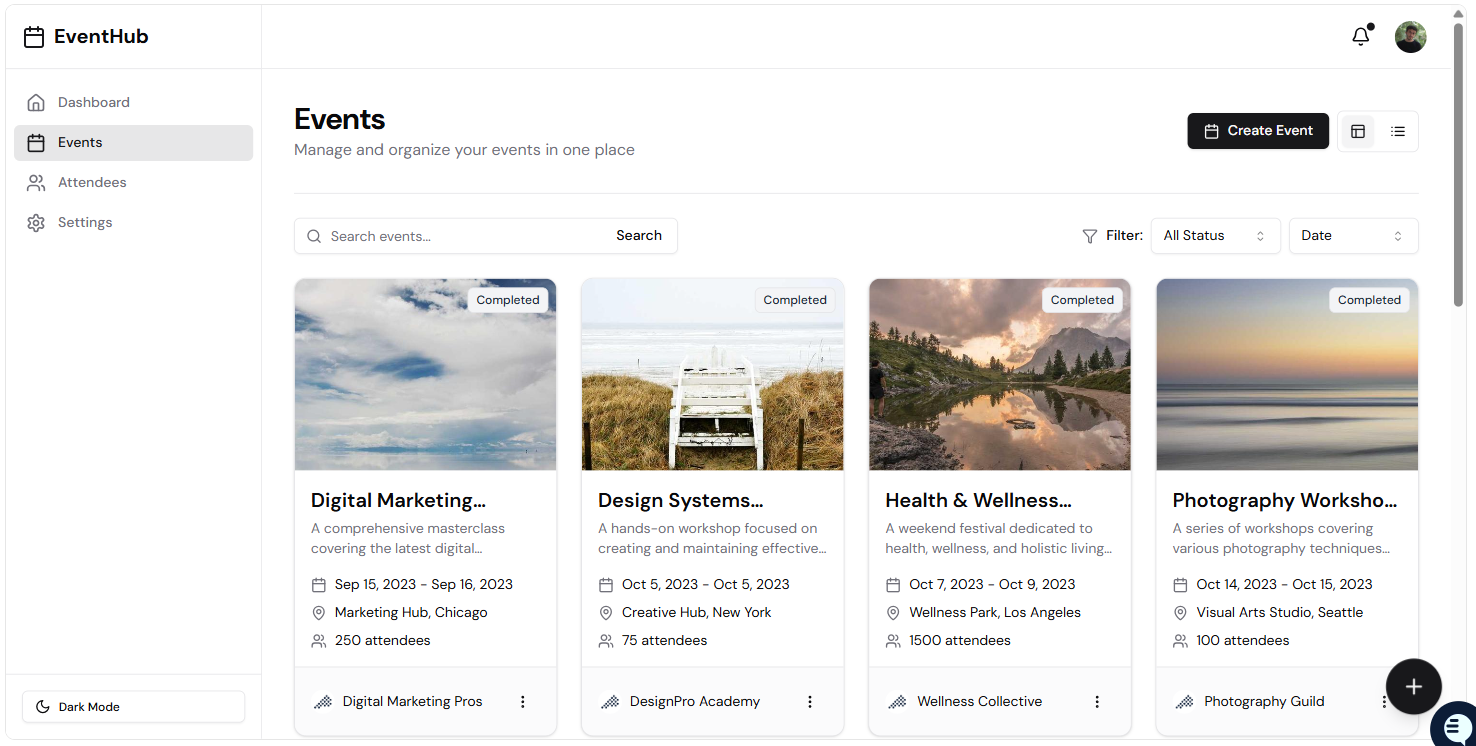 EventHub
Dashboard
Events
Attendees
Settings
Dark Mode
Events
Manage and organize your events in one place
Create Event
Search events...
Search
Filter:
All Status
Date
Completed
Digital Marketing...
A comprehensive masterclass
covering the latest digital...
Sep 15, 2023 - Sep 16, 2023
Marketing Hub, Chicago
250 attendees
Digital Marketing Pros
Completed
Design Systems...
A hands-on workshop focused on
creating and maintaining effective...
Oct 5, 2023 - Oct 5, 2023
Creative Hub, New York
75 attendees
DesignPro Academy
Completed
Health & Wellness...
A weekend festival dedicated to
health, wellness, and holistic living...
Oct 7, 2023 - Oct 9, 2023
Wellness Park, Los Angeles
1500 attendees
Wellness Collective
Completed
Photography Worksho...
A series of workshops covering
various photography techniques...
Oct 14, 2023 - Oct 15, 2023
Visual Arts Studio, Seattle
100 attendees
Photography Guild